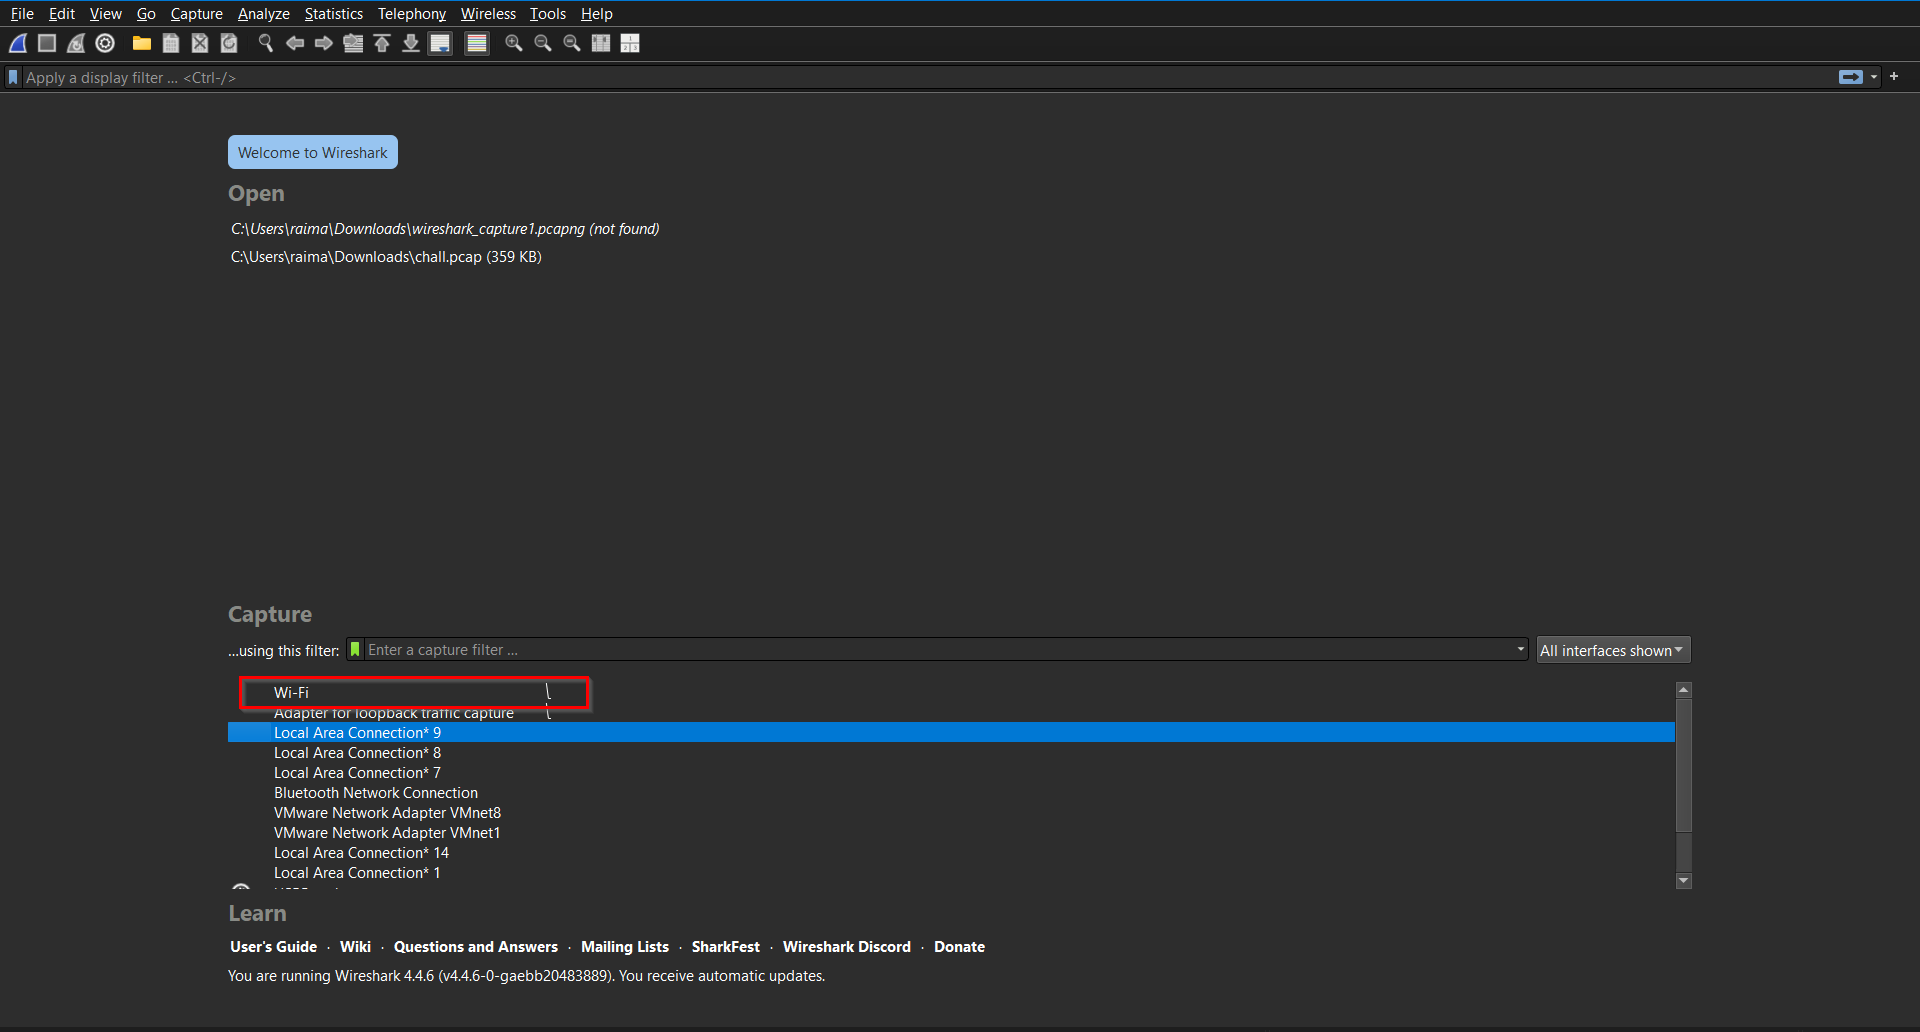 File Edit View Go Capture Analyze Statistics Telephony Wireless Tools Help
Apply a display filter ... <Ctrl-/>
Welcome to Wireshark
Open
C:\Users\raima\Downloads\wireshark_capture1.pcapng (not found)
C:\Users\raima\Downloads\chall.pcap (359 KB)
Capture
...using this filter: Enter a capture filter ... All interfaces shown
Wi-Fi
Adapter for loopback traffic capture
Local Area Connection* 9
Local Area Connection* 8
Local Area Connection* 7
Bluetooth Network Connection
VMware Network Adapter VMnet8
VMware Network Adapter VMnet1
Local Area Connection* 14
Local Area Connection* 1
Learn
User's Guide · Wiki · Questions and Answers · Mailing Lists · SharkFest · Wireshark Discord · Donate
You are running Wireshark 4.4.6 (v4.4.6-0-gaebb20483889). You receive automatic updates.